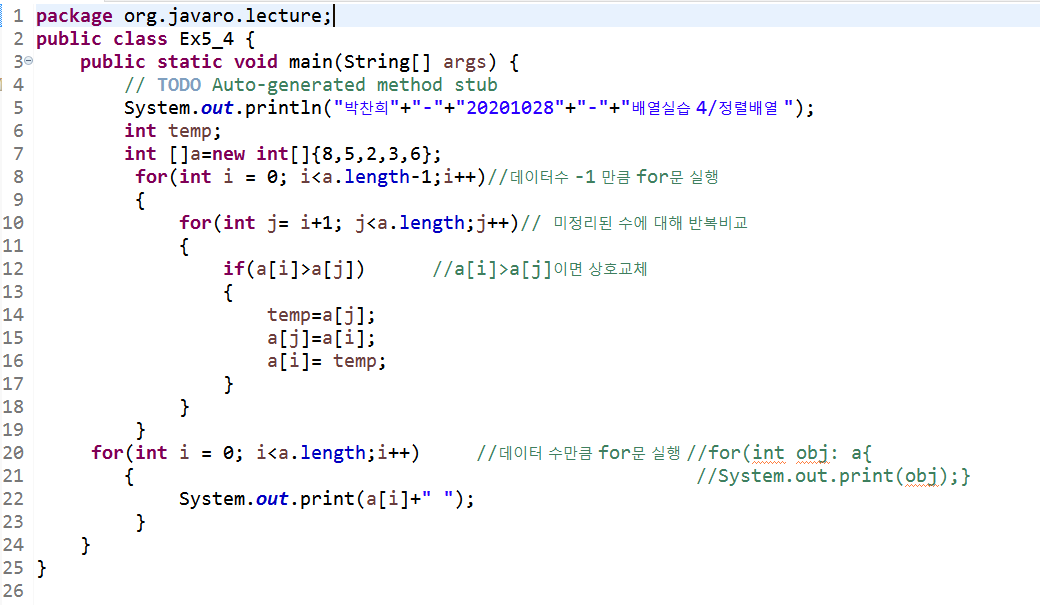 1 package org.javaro.lecture;
2 public class Ex5_4 {
3 public static void main(String[] args) {
4 // TODO Auto-generated method stub
5 System.out.println("박찬희"+"-"+"20201028"+"-"+"배열실습 4/정렬배열 ");
6 int temp;
7 int []a=new int[]{8,5,2,3,6};
8 for(int i = 0; i<a.length-1;i++)//데이터수 -1 만큼 for문 실행
9 {
10 for(int j= i+1; j<a.length;j++)// 미정리된 수에 대해 반복비교
11 {
12 if(a[i]>a[j]) //a[i]>a[j]이면 상호교체
13 {
14 temp=a[j];
15 a[j]=a[i];
16 a[i]= temp;
17 }
18 }
19 }
20 for(int i = 0; i<a.length;i++) //데이터 수만큼 for문 실행 //for(int obj: a{
21 { //System.out.print(obj);}
22 System.out.print(a[i]+" ");
23 }
24 }
25 }
26